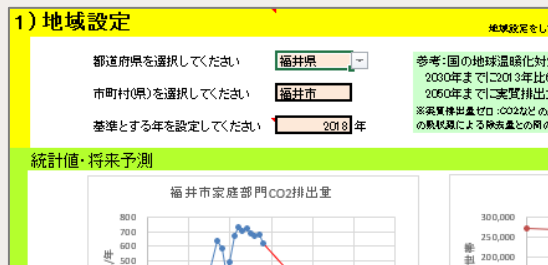 1)地域設定
地域設定をし
都道府県を選択してください
福井県
市町村(県)を選択してください
福井市
基準とする年を設定してください
2018 年
参考:国の地球温暖化対
2030年までに2013年比
2050年までに実質排出
※実質排出量ゼロ:CO2などの
の吸収源による除去量との間の
統計値・将来予測
福井市家庭部門CO2排出量
800
700
600
500
/年
300,000
250,000
200,000
世帯